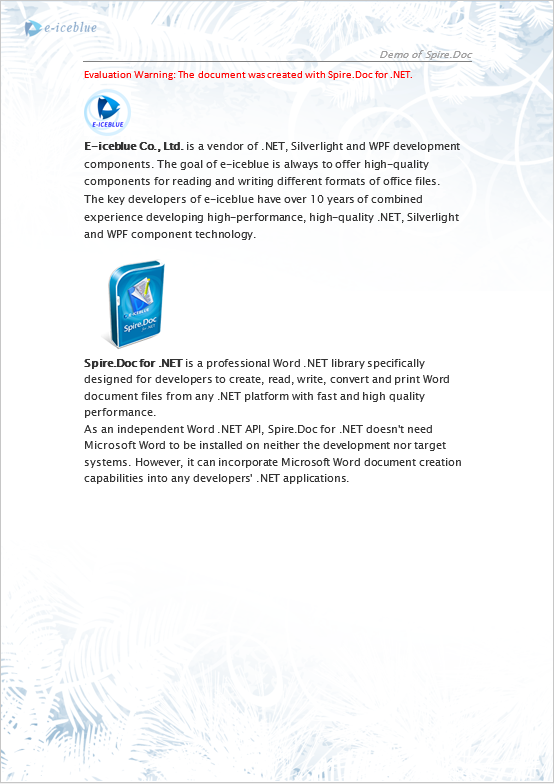 e-iceblue
Demo of Spire.Doc
Evaluation Warning: The document was created with Spire.Doc for .NET.
E-ICEBLUE
E-iceblue Co., Ltd. is a vendor of .NET, Silverlight and WPF development
components. The goal of e-iceblue is always to offer high-quality
components for reading and writing different formats of office files.
The key developers of e-iceblue have over 10 years of combined
experience developing high-performance, high-quality .NET, Silverlight
and WPF component technology.
E-ICEBLUE
Spire.Doc
for .NET
Spire.Doc for .NET is a professional Word .NET library specifically
designed for developers to create, read, write, convert and print Word
document files from any .NET platform with fast and high quality
performance.
As an independent Word .NET API, Spire.Doc for .NET doesn't need
Microsoft Word to be installed on neither the development nor target
systems. However, it can incorporate Microsoft Word document creation
capabilities into any developers' .NET applications.